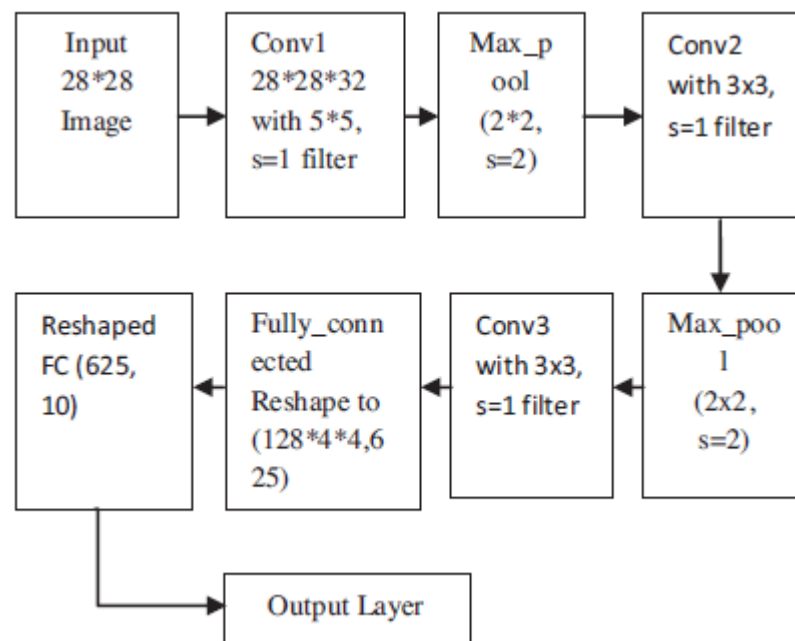 Input
28*28
Image
Conv1
28*28*32
with 5*5,
s=1 filter
Max_p
ool
(2*2,
s=2)
Conv2
with 3x3,
s=1 filter
Max_poo
l
(2x2,
s=2)
Conv3
with 3x3,
s=1 filter
Fully_conn
ected
Reshape to
(128*4*4,6
25)
Reshaped
FC (625,
10)
Output Layer